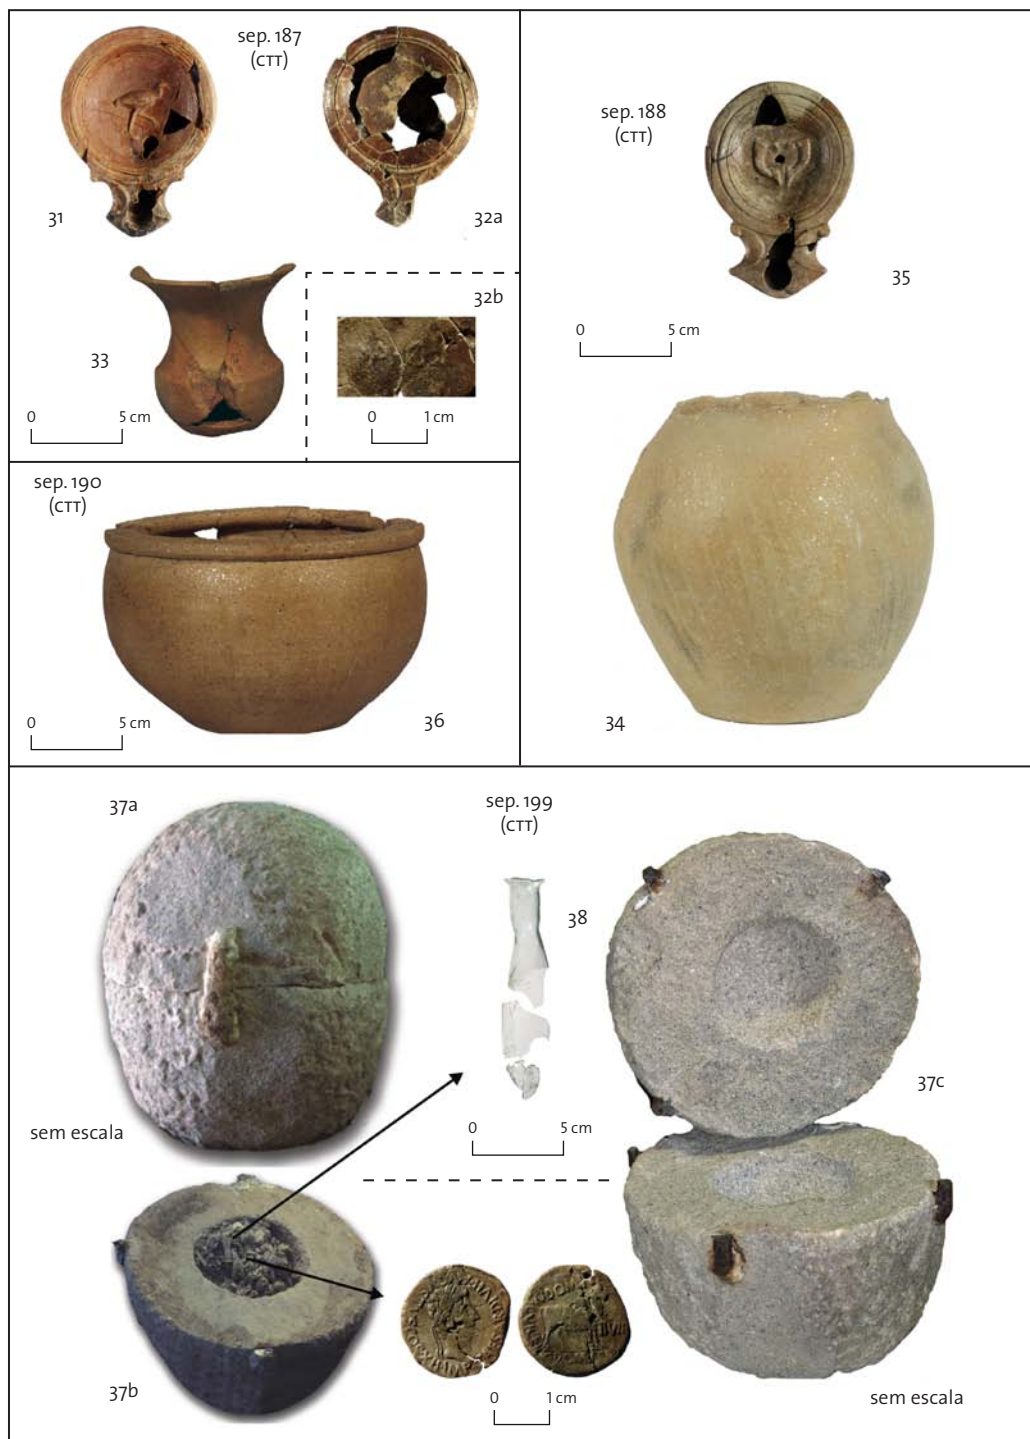 sep. 187
(CTT)
31
32a
33
32b
0 5 cm
0 1 cm
sep. 188
(CTT)
35
0 5 cm
34
sep. 190
(CTT)
0 5 cm
36
37a
sep. 199
(CTT)
38
37c
sem escala
0 5 cm
37b
0 1 cm
sem escala